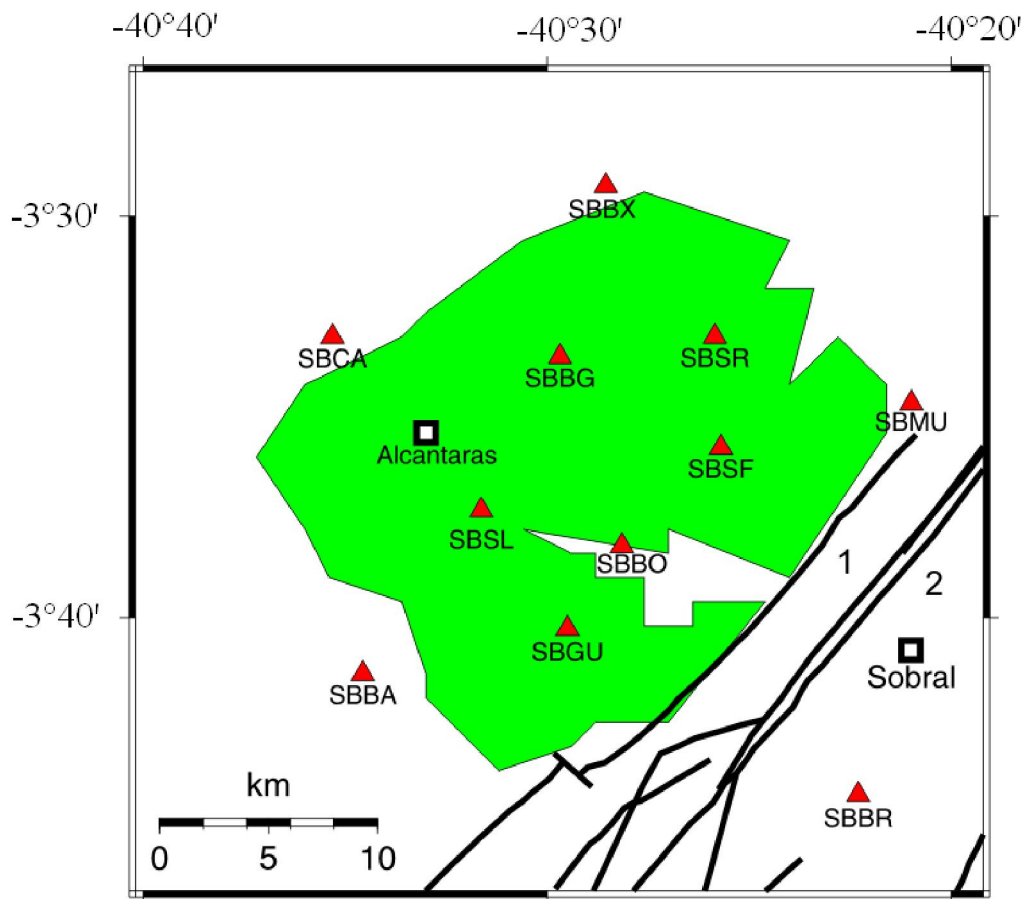 -40°40' -40°30' -40°20'
-3°30'
SBBX
SBCA
SBBG
SBSR
SBMU
Alcantaras
SBSF
SBSL
SBBO
1
2
-3°40'
SBGU
Sobral
SBBA
km
SBBR
0 5 10